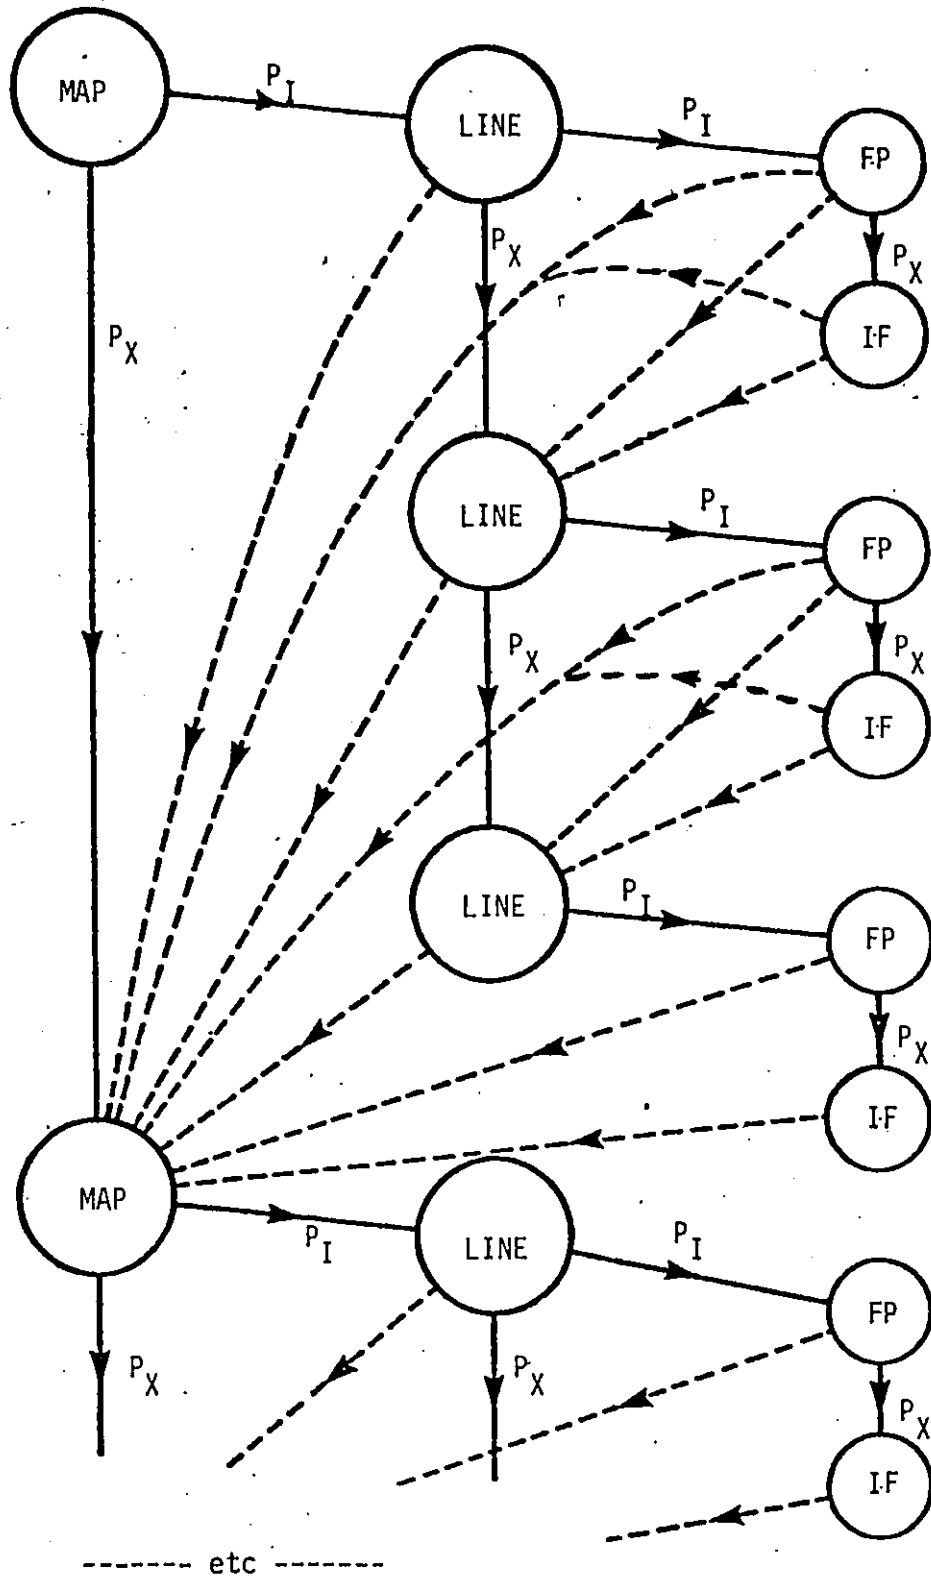 MAP
P_I
LINE
P_I
FP
P_X
P_X
I.F
P_X
LINE
P_I
FP
P_X
P_X
I.F
LINE
P_I
FP
P_X
I.F
MAP
P_I
LINE
P_I
FP
P_X
P_X
P_X
I.F
------- etc -------